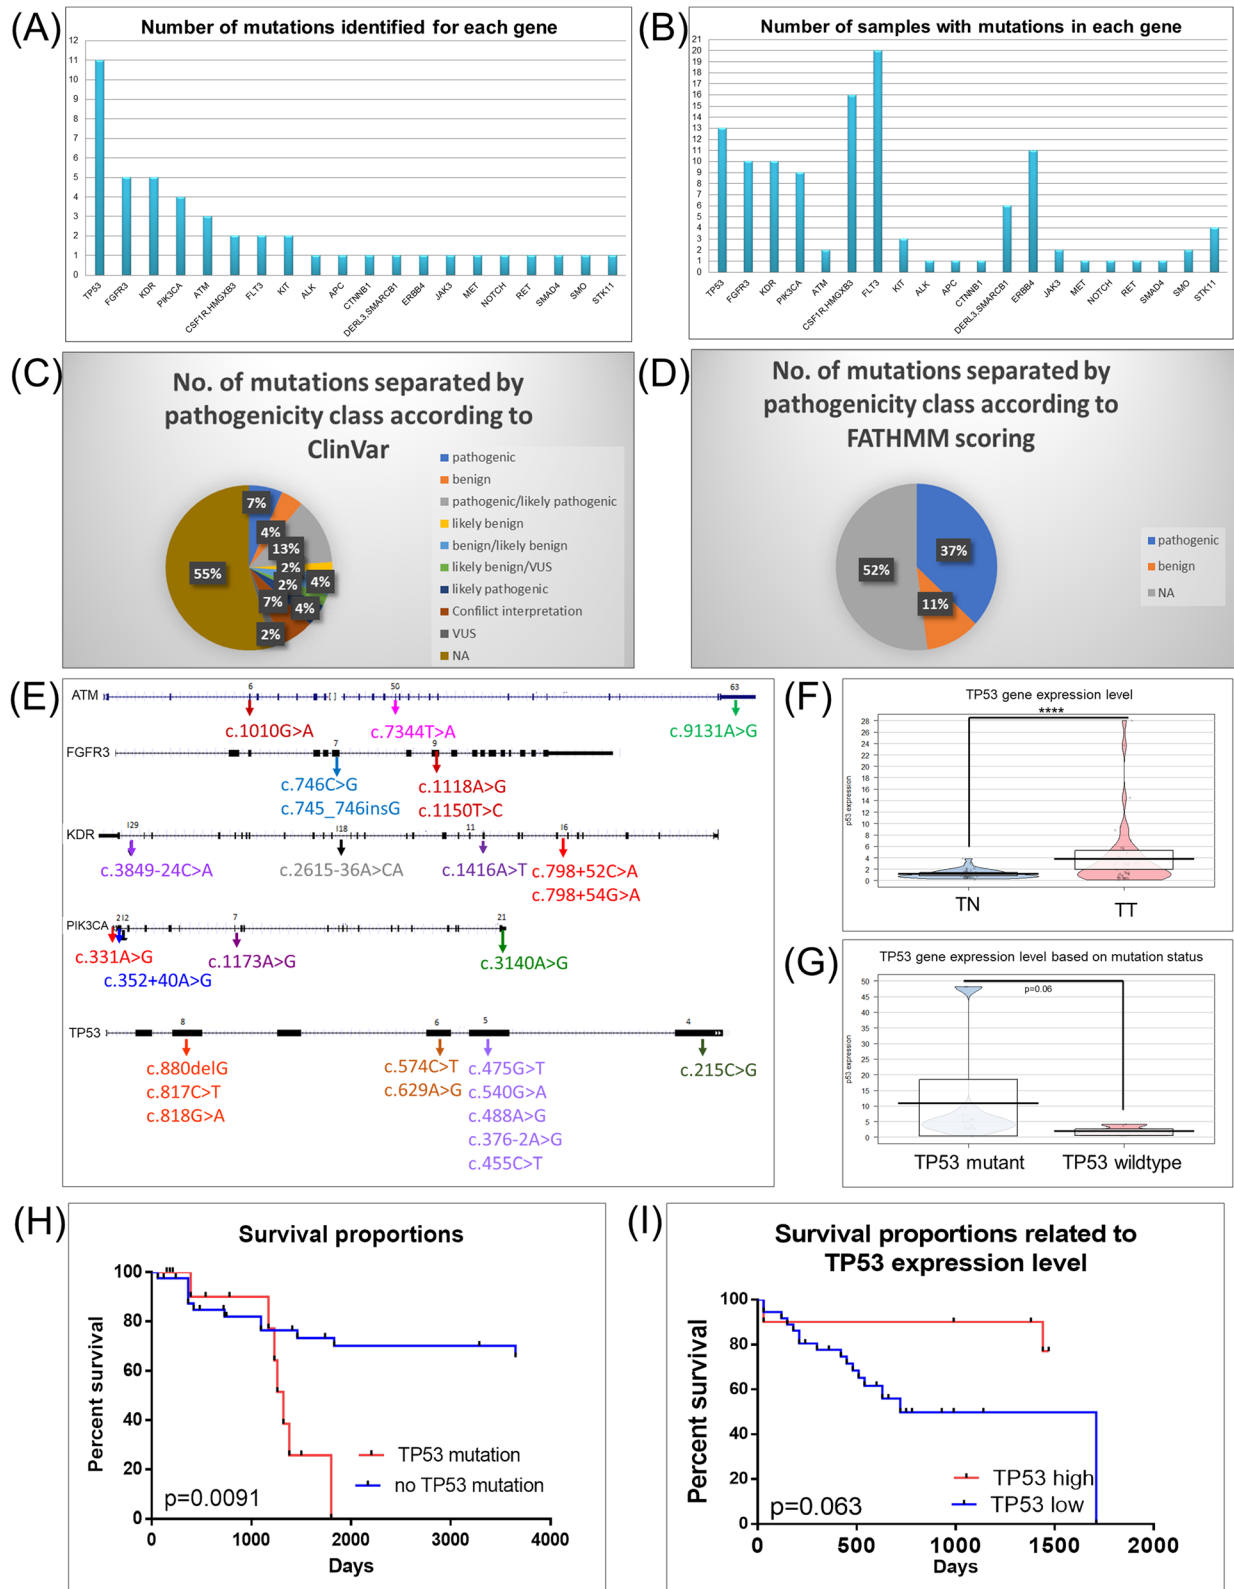 (A)
Number of mutations identified for each gene
12
11
10
9
8
7
6
5
4
3
2
1
0
TP53
FGFR3
KDR
PIK3CA
ATM
CSF1R,HMGXB3
FLT3
KIT
ALK
APC
CTNNB1
DERL3,SMARCB1
ERBB4
JAK3
MET
NOTCH
RET
SMAD4
SMO
STK11
(B)
Number of samples with mutations in each gene
21
20
19
18
17
16
15
14
13
12
11
10
9
8
7
6
5
4
3
2
1
0
TP53
FGFR3
KDR
PIK3CA
ATM
CSF1R,HMGXB3
FLT3
KIT
ALK
APC
CTNNB1
DERL3,SMARCB1
ERBB4
JAK3
MET
NOTCH
RET
SMAD4
SMO
STK11
(C)
No. of mutations separated by
pathogenicity class according to
ClinVar
7%
4%
13%
2%
4%
2%
4%
7%
2%
55%
pathogenic
benign
pathogenic/likely pathogenic
likely benign
benign/likely benign
likely benign/VUS
likely pathogenic
Confilict interpretation
VUS
NA
(D)
No. of mutations separated by
pathogenicity class according to
FATHMM scoring
37%
52%
11%
pathogenic
benign
NA
(E)
ATM
6
50
63
c.1010G>A
c.7344T>A
c.9131A>G
FGFR3
7
9
c.746C>G
c.745_746insG
c.1118A>G
c.1150T>C
KDR
I29
I18
11
I6
c.3849-24C>A
c.2615-36A>CA
c.1416A>T
c.798+52C>A
c.798+54G>A
PIK3CA
2
I2
7
21
c.331A>G
c.352+40A>G
c.1173A>G
c.3140A>G
TP53
8
6
5
4
c.880delG
c.817C>T
c.818G>A
c.574C>T
c.629A>G
c.475G>T
c.540G>A
c.488A>G
c.376-2A>G
c.455C>T
c.215C>G
(F)
TP53 gene expression level
****
28
26
24
22
20
18
16
14
12
10
8
6
4
2
0
p53 expression
TN
TT
(G)
TP53 gene expression level based on mutation status
p=0.06
50
45
40
35
30
25
20
15
10
5
0
p53 expression
TP53 mutant
TP53 wildtype
(H)
Survival proportions
100
80
60
40
20
0
Percent survival
TP53 mutation
no TP53 mutation
p=0.0091
0
1000
2000
3000
4000
Days
(I)
Survival proportions related to
TP53 expression level
100
80
60
40
20
0
Percent survival
TP53 high
TP53 low
p=0.063
0
500
1000
1500
2000
Days